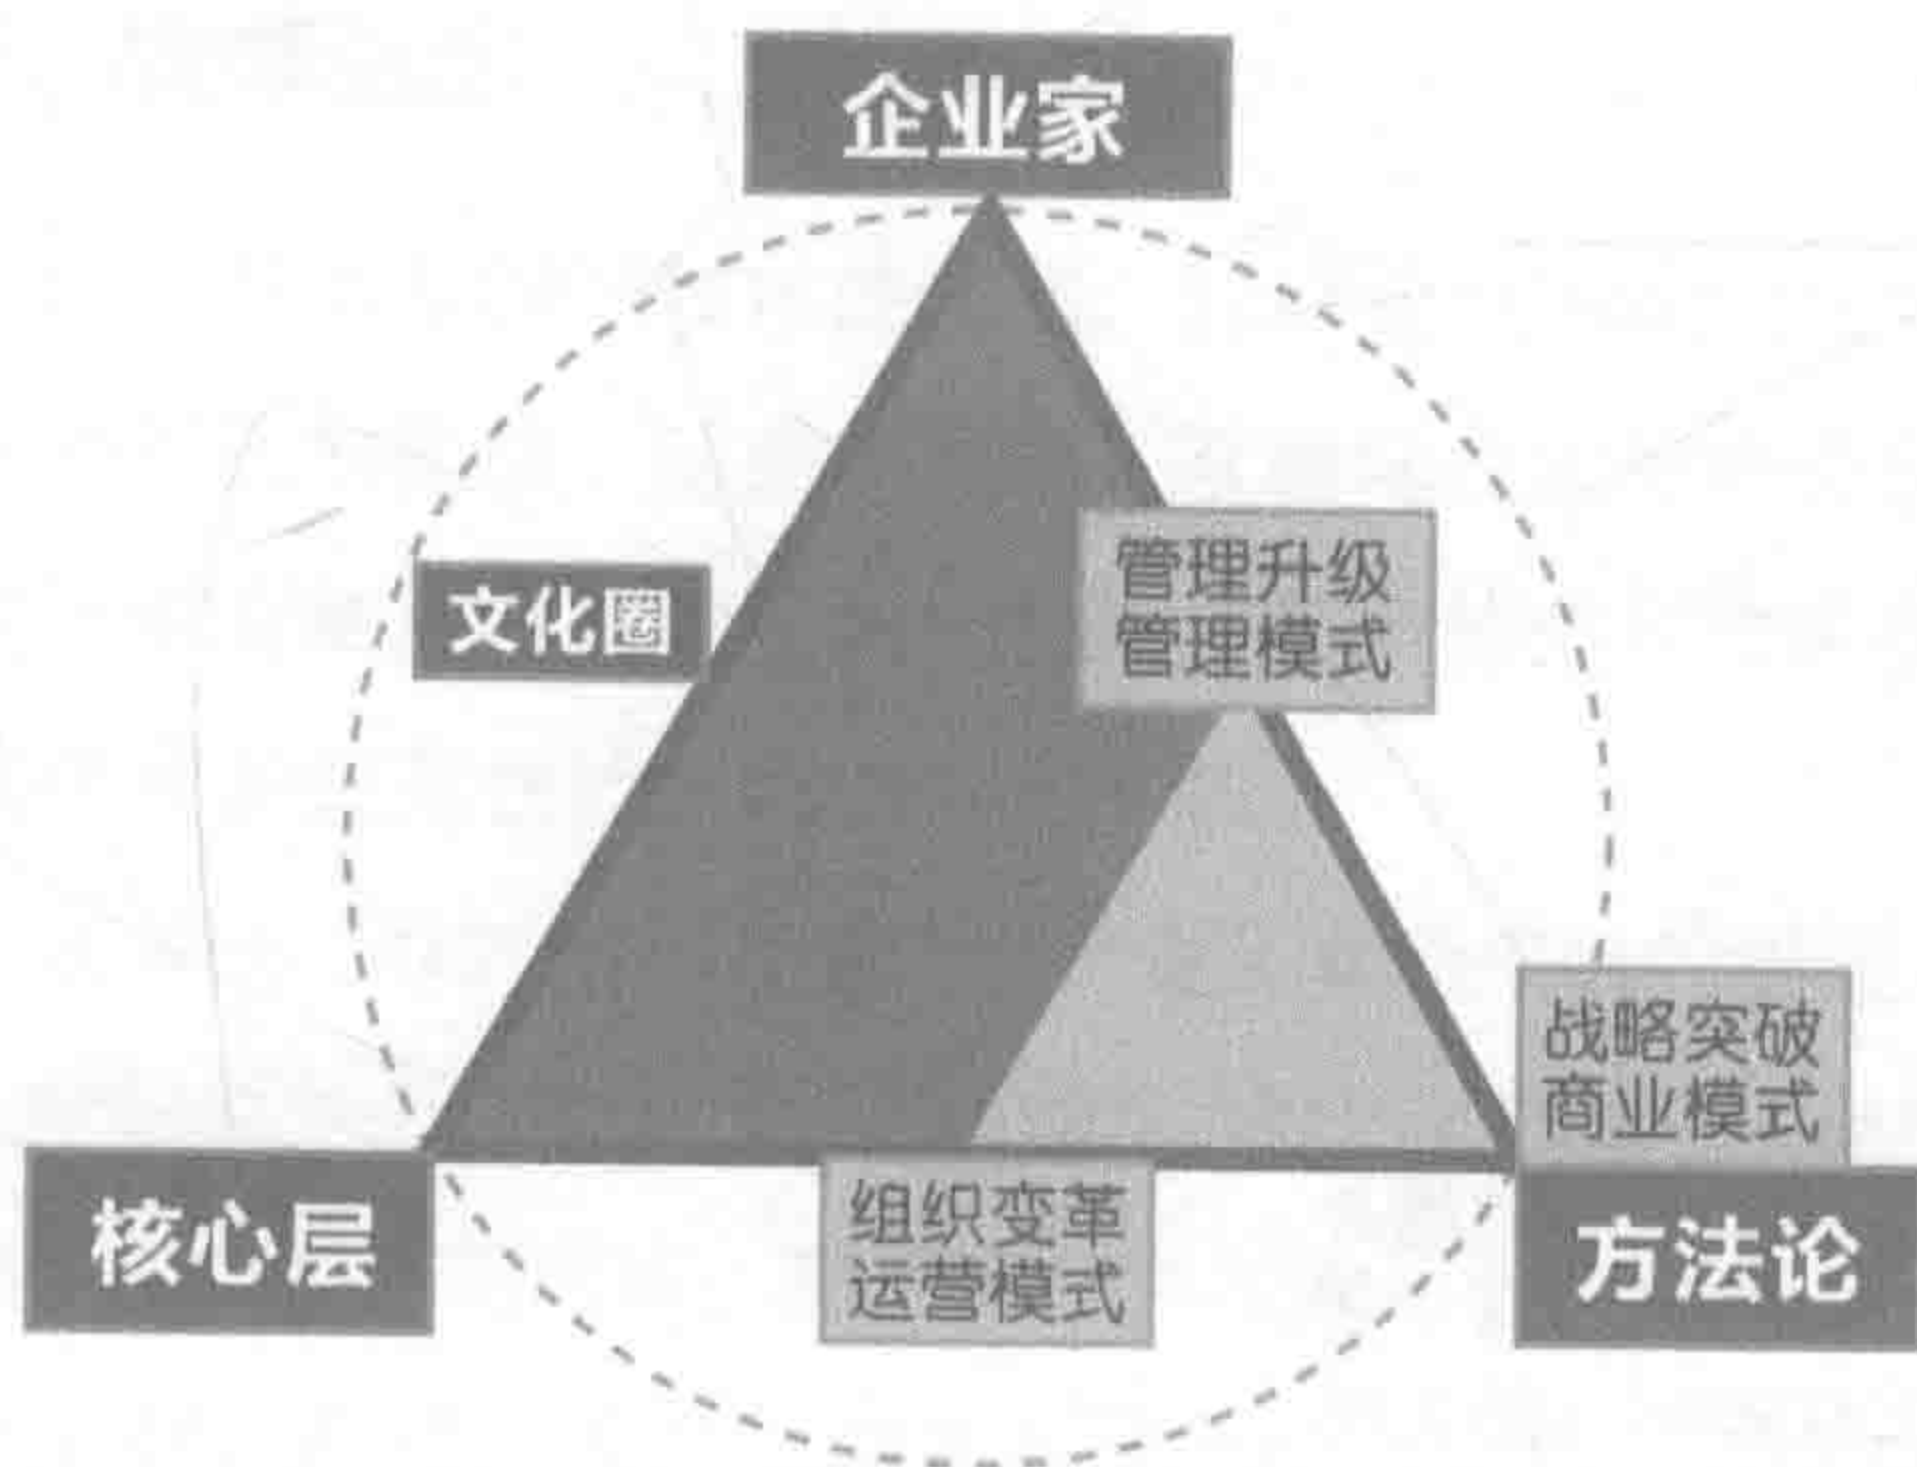 企业家
文化圈
管理升级
管理模式
战略突破
商业模式
核心层
组织变革
运营模式
方法论